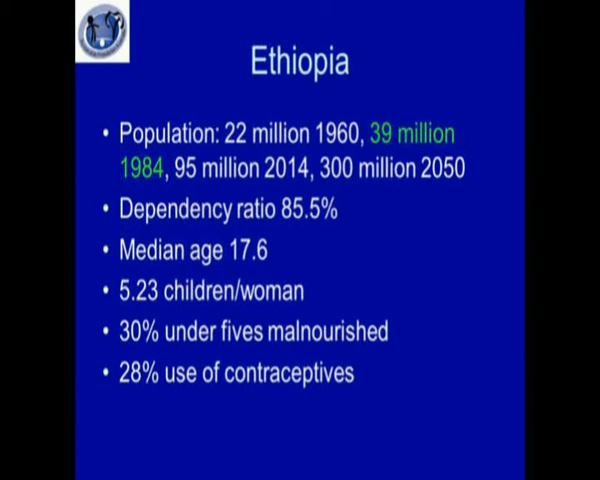 Ethiopia
• Population: 22 million 1960, 39 million
1984, 95 million 2014, 300 million 2050
• Dependency ratio 85.5%
• Median age 17.6
• 5.23 children/woman
• 30% under fives malnourished
• 28% use of contraceptives